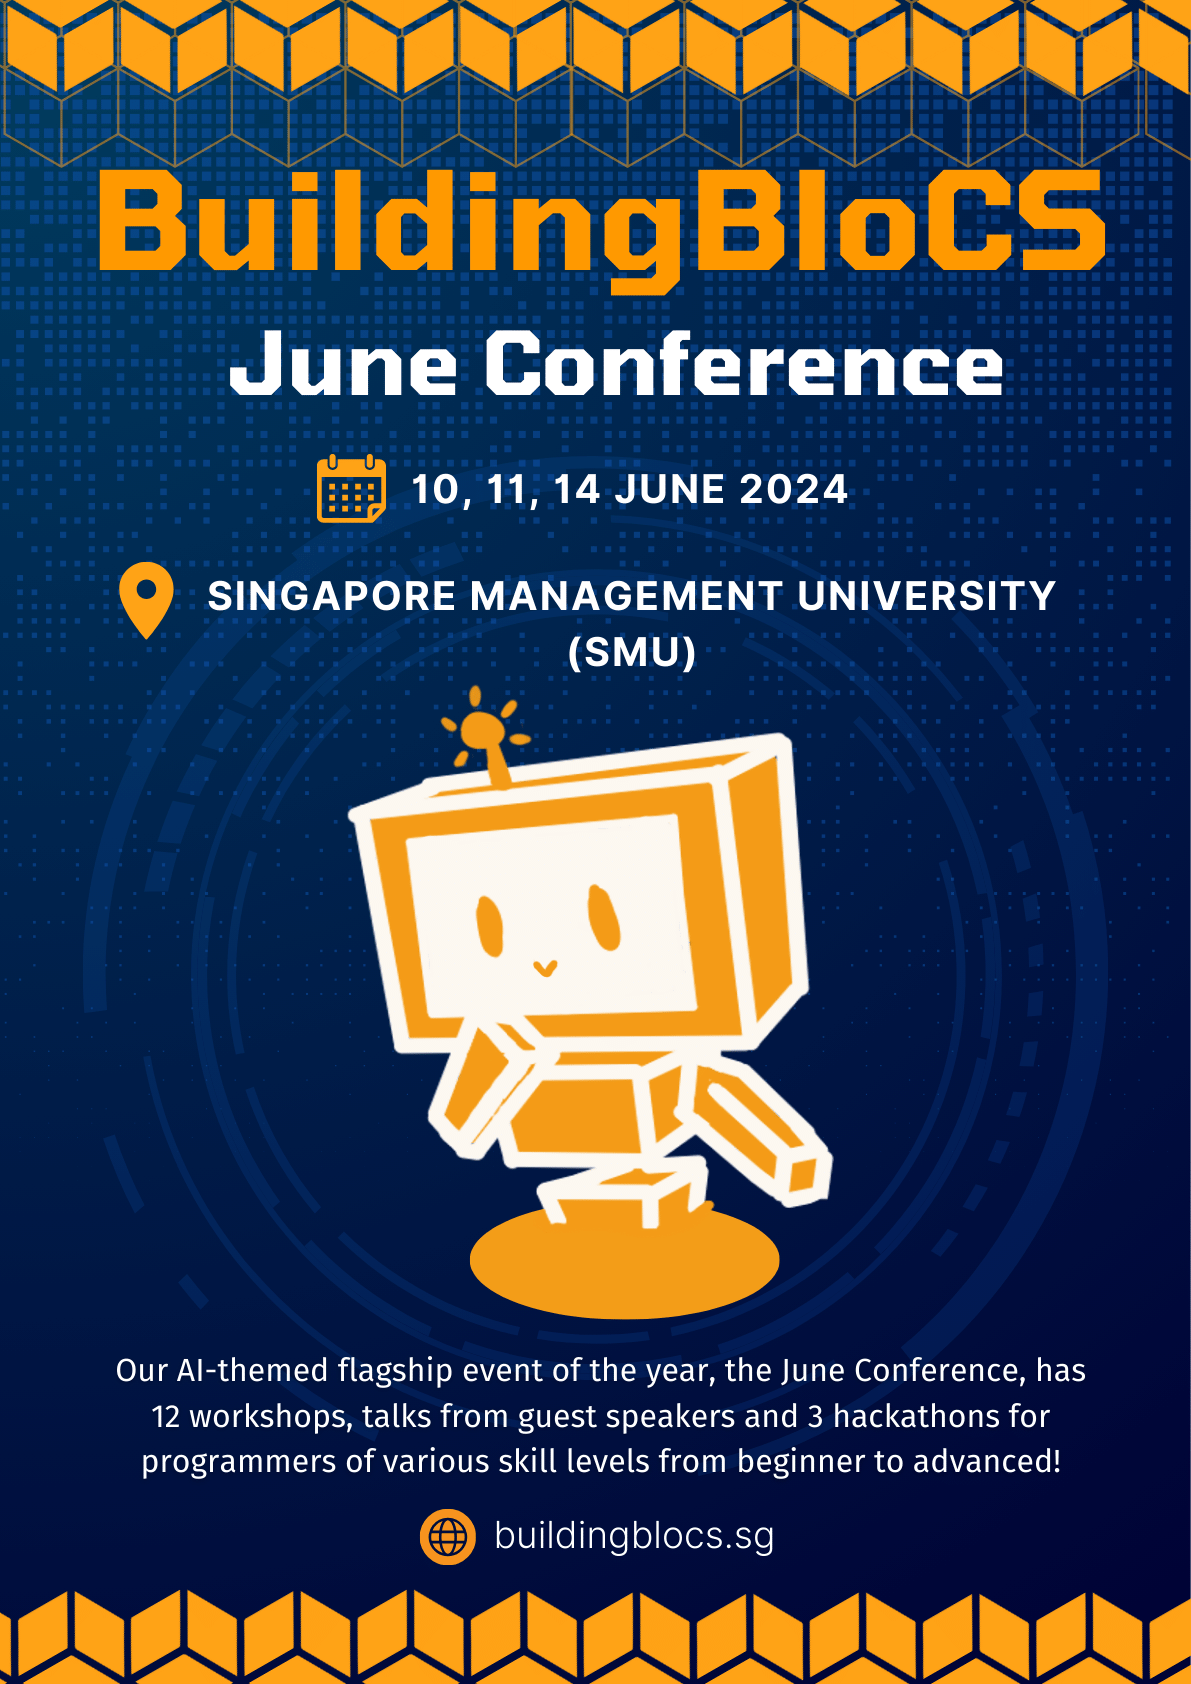 BuildingBloCS
June Conference
10, 11, 14 JUNE 2024
SINGAPORE MANAGEMENT UNIVERSITY
(SMU)
Our AI-themed flagship event of the year, the June Conference, has
12 workshops, talks from guest speakers and 3 hackathons for
programmers of various skill levels from beginner to advanced!
buildingblocs.sg